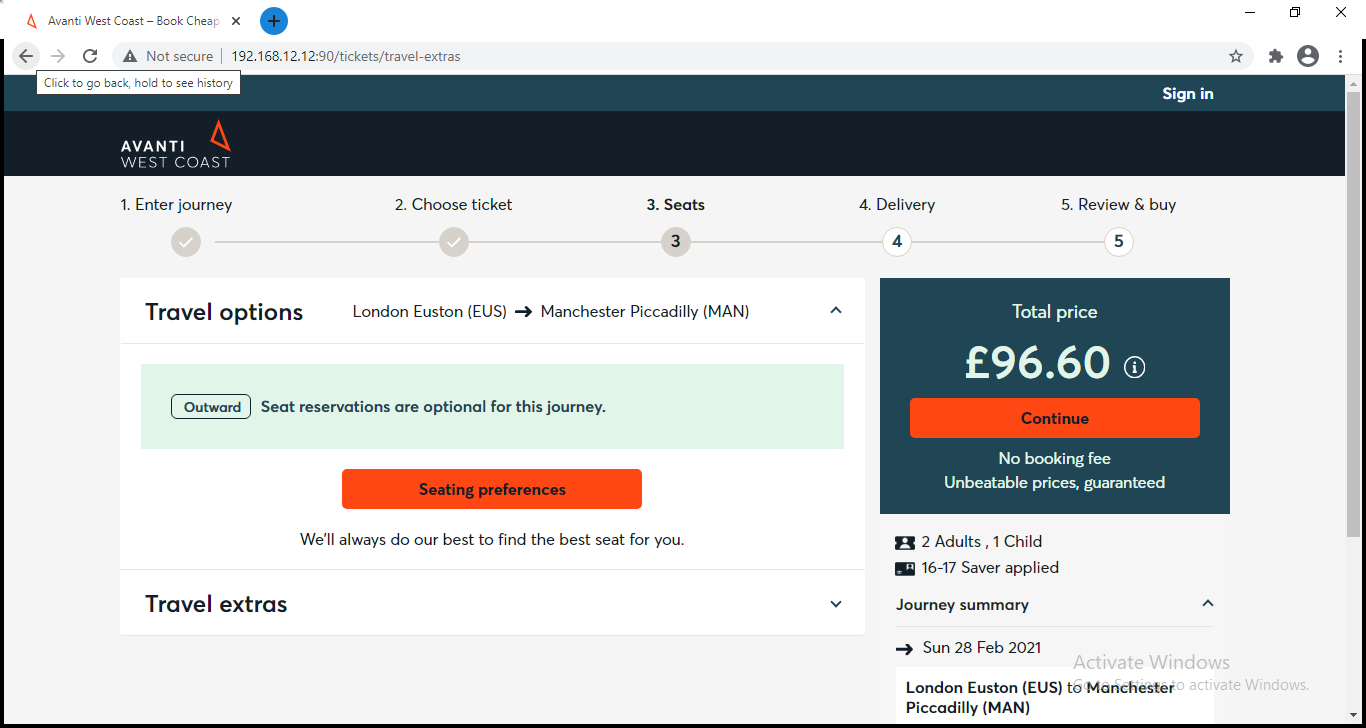 Avanti West Coast – Book Cheap
Not secure 192.168.12.12:90/tickets/travel-extras
Click to go back, hold to see history
Sign in
AVANTI
WEST COAST
1. Enter journey 2. Choose ticket 3. Seats 4. Delivery 5. Review & buy
3 4 5
Travel options London Euston (EUS) → Manchester Piccadilly (MAN)
Outward Seat reservations are optional for this journey.
Seating preferences
We'll always do our best to find the best seat for you.
Travel extras
Total price
£96.60
Continue
No booking fee
Unbeatable prices, guaranteed
2 Adults , 1 Child
16-17 Saver applied
Journey summary
→ Sun 28 Feb 2021
London Euston (EUS) to Manchester
Piccadilly (MAN)
Activate Windows
Go to Settings to activate Windows.